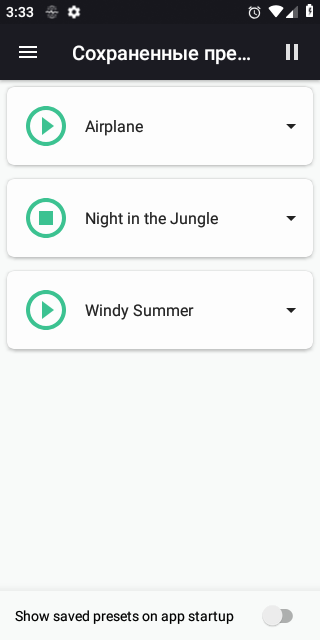 3:33
Сохраненные пре...
Airplane
Night in the Jungle
Windy Summer
Show saved presets on app startup